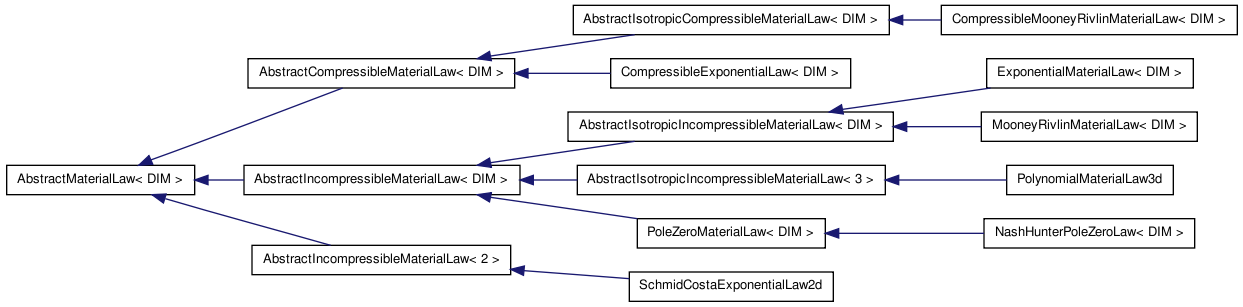 AbstractIsotropicCompressibleMaterialLaw< DIM >
CompressibleMooneyRivlinMaterialLaw< DIM >
AbstractCompressibleMaterialLaw< DIM >
CompressibleExponentialLaw< DIM >
ExponentialMaterialLaw< DIM >
AbstractIsotropicIncompressibleMaterialLaw< DIM >
MooneyRivlinMaterialLaw< DIM >
AbstractMaterialLaw< DIM >
AbstractIncompressibleMaterialLaw< DIM >
AbstractIsotropicIncompressibleMaterialLaw< 3 >
PolynomialMaterialLaw3d
PoleZeroMaterialLaw< DIM >
NashHunterPoleZeroLaw< DIM >
AbstractIncompressibleMaterialLaw< 2 >
SchmidCostaExponentialLaw2d